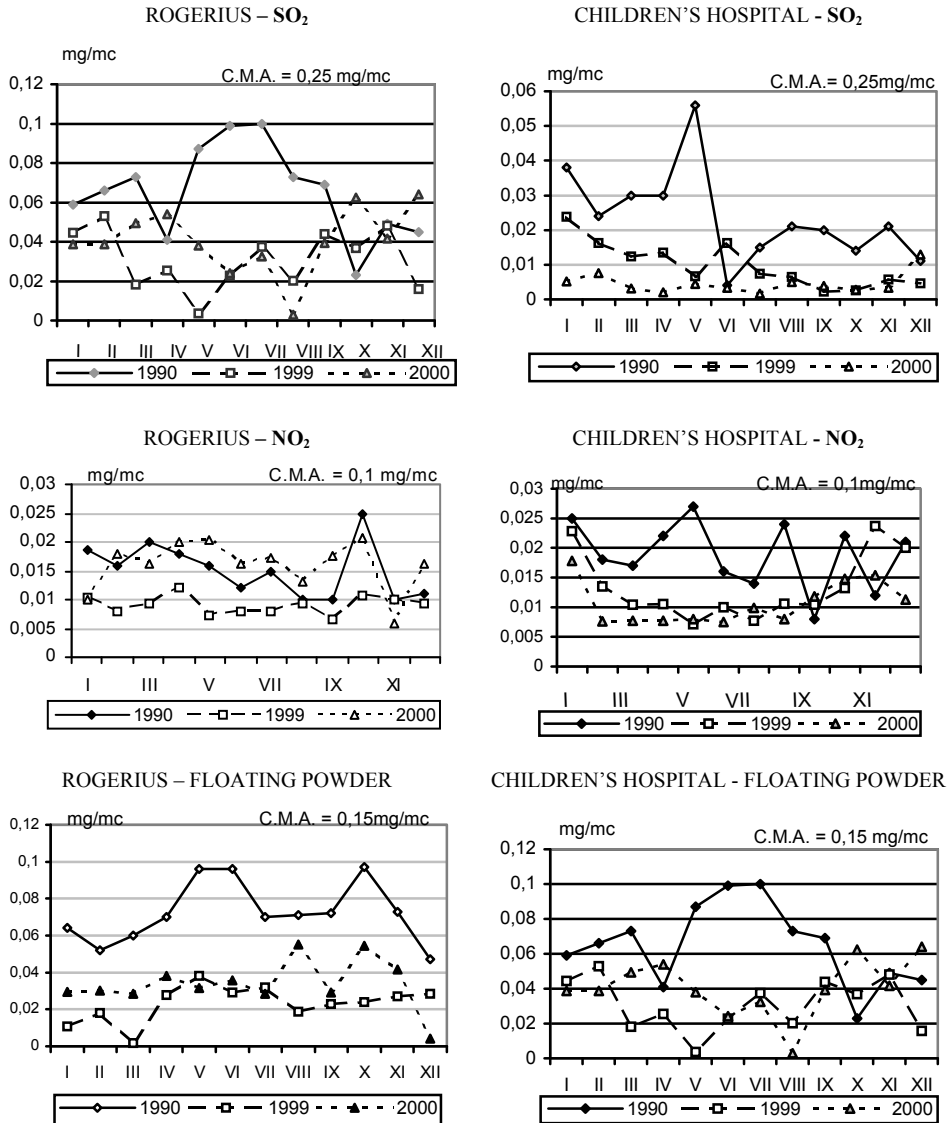 ROGERIUS – SO₂
mg/mc
C.M.A. = 0,25 mg/mc
0,12
0,1
0,08
0,06
0,04
0,02
0
I II III IV V VI VII VIII IX X XI XII
1990 1999 2000
CHILDREN'S HOSPITAL - SO₂
C.M.A. = 0,25mg/mc
0,06
0,05
0,04
0,03
0,02
0,01
0
I II III IV V VI VII VIII IX X XI XII
1990 1999 2000
ROGERIUS – NO₂
mg/mc
C.M.A. = 0,1 mg/mc
0,03
0,025
0,02
0,015
0,01
0,005
0
I III V VII IX XI
1990 1999 2000
CHILDREN'S HOSPITAL - NO₂
mg/mc
C.M.A. = 0,1mg/mc
0,03
0,025
0,02
0,015
0,01
0,005
0
I III V VII IX XI
1990 1999 2000
ROGERIUS – FLOATING POWDER
mg/mc
C.M.A. = 0,15mg/mc
0,12
0,1
0,08
0,06
0,04
0,02
0
I II III IV V VI VII VIII IX X XI XII
1990 1999 2000
CHILDREN'S HOSPITAL - FLOATING POWDER
mg/mc
C.M.A. = 0,15 mg/mc
0,12
0,1
0,08
0,06
0,04
0,02
0
I II III IV V VI VII VIII IX X XI XII
1990 1999 2000